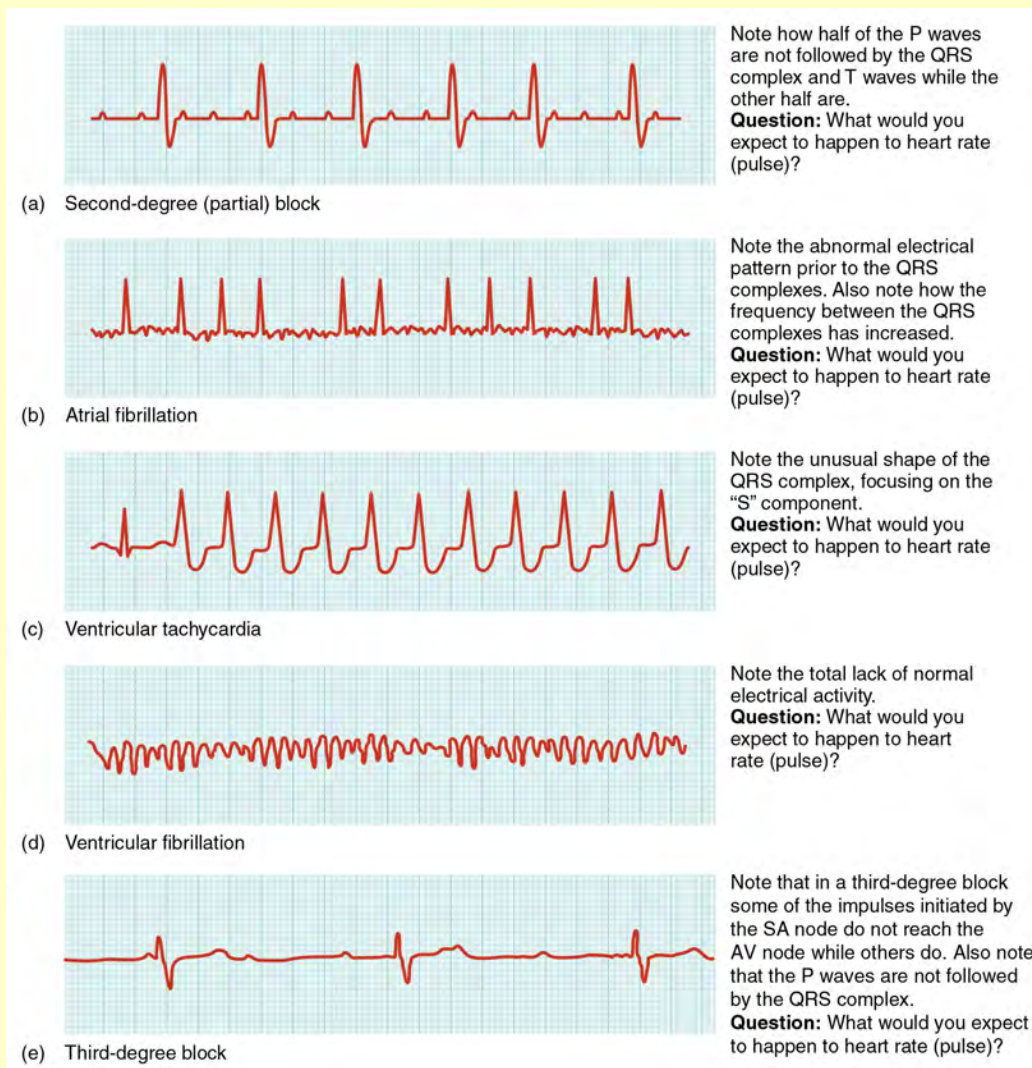 Note how half of the P waves
are not followed by the QRS
complex and T waves while the
other half are.
Question: What would you
expect to happen to heart rate
(pulse)?
(a) Second-degree (partial) block
Note the abnormal electrical
pattern prior to the QRS
complexes. Also note how the
frequency between the QRS
complexes has increased.
Question: What would you
expect to happen to heart rate
(pulse)?
(b) Atrial fibrillation
Note the unusual shape of the
QRS complex, focusing on the
“S” component.
Question: What would you
expect to happen to heart rate
(pulse)?
(c) Ventricular tachycardia
Note the total lack of normal
electrical activity.
Question: What would you
expect to happen to heart
rate (pulse)?
(d) Ventricular fibrillation
Note that in a third-degree block
some of the impulses initiated by
the SA node do not reach the
AV node while others do. Also note
that the P waves are not followed
by the QRS complex.
Question: What would you expect
to happen to heart rate (pulse)?
(e) Third-degree block